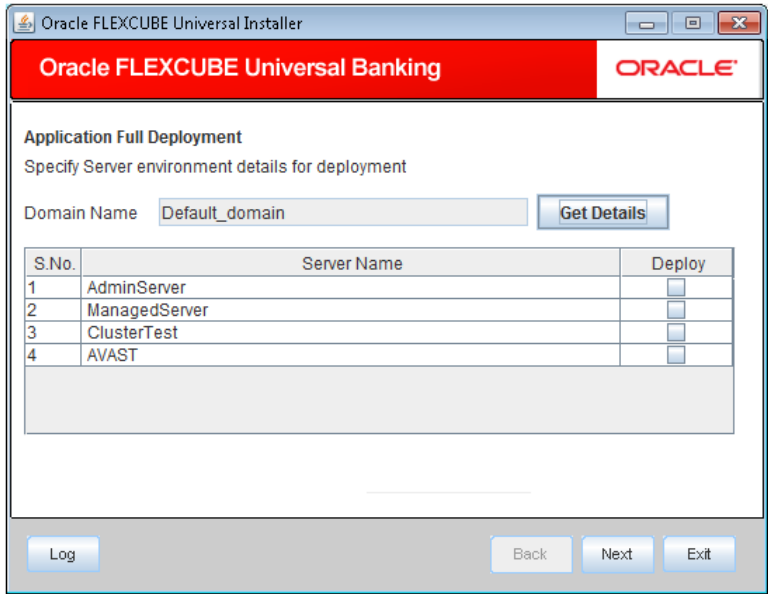 Oracle FLEXCUBE Universal Installer
Oracle FLEXCUBE Universal Banking ORACLE
Application Full Deployment
Specify Server environment details for deployment
Domain Name Default_domain Get Details
S.No. Server Name Deploy
1 AdminServer
2 ManagedServer
3 ClusterTest
4 AVAST
Log Back Next Exit